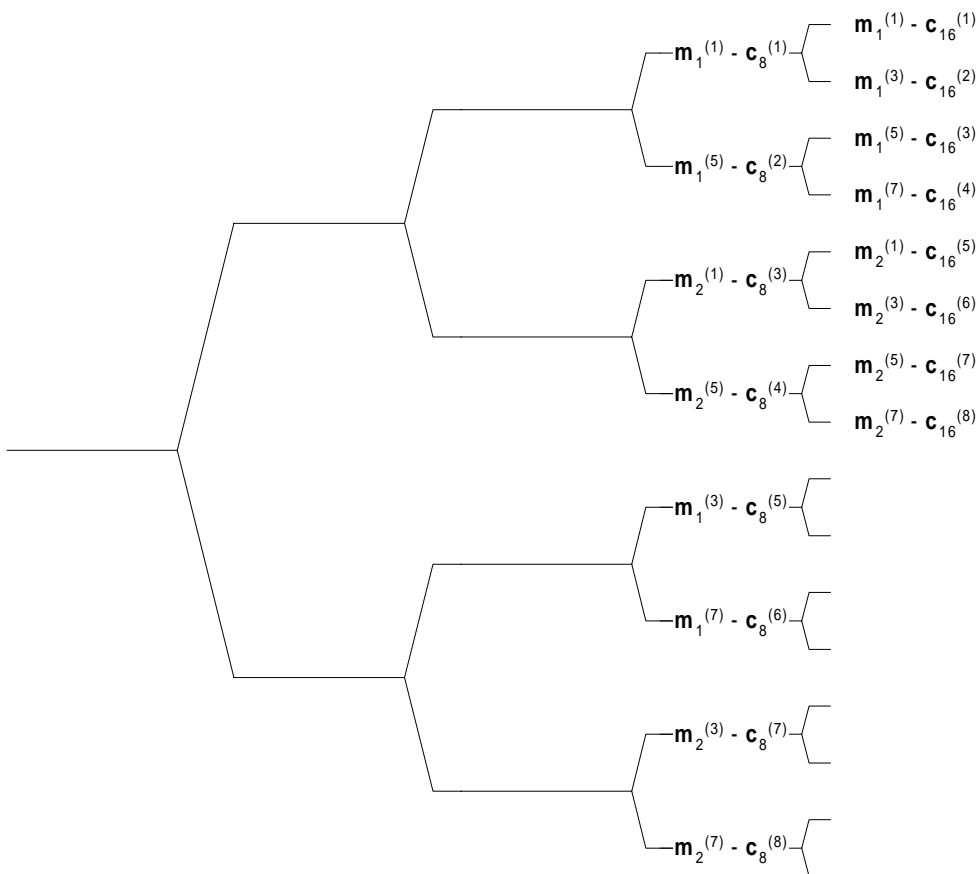 m₁⁽¹⁾ - c₈⁽¹⁾
m₁⁽⁵⁾ - c₈⁽²⁾
m₂⁽¹⁾ - c₈⁽³⁾
m₂⁽⁵⁾ - c₈⁽⁴⁾
m₁⁽³⁾ - c₈⁽⁵⁾
m₁⁽⁷⁾ - c₈⁽⁶⁾
m₂⁽³⁾ - c₈⁽⁷⁾
m₂⁽⁷⁾ - c₈⁽⁸⁾
m₁⁽¹⁾ - c₁₆⁽¹⁾
m₁⁽³⁾ - c₁₆⁽²⁾
m₁⁽⁵⁾ - c₁₆⁽³⁾
m₁⁽⁷⁾ - c₁₆⁽⁴⁾
m₂⁽¹⁾ - c₁₆⁽⁵⁾
m₂⁽³⁾ - c₁₆⁽⁶⁾
m₂⁽⁵⁾ - c₁₆⁽⁷⁾
m₂⁽⁷⁾ - c₁₆⁽⁸⁾